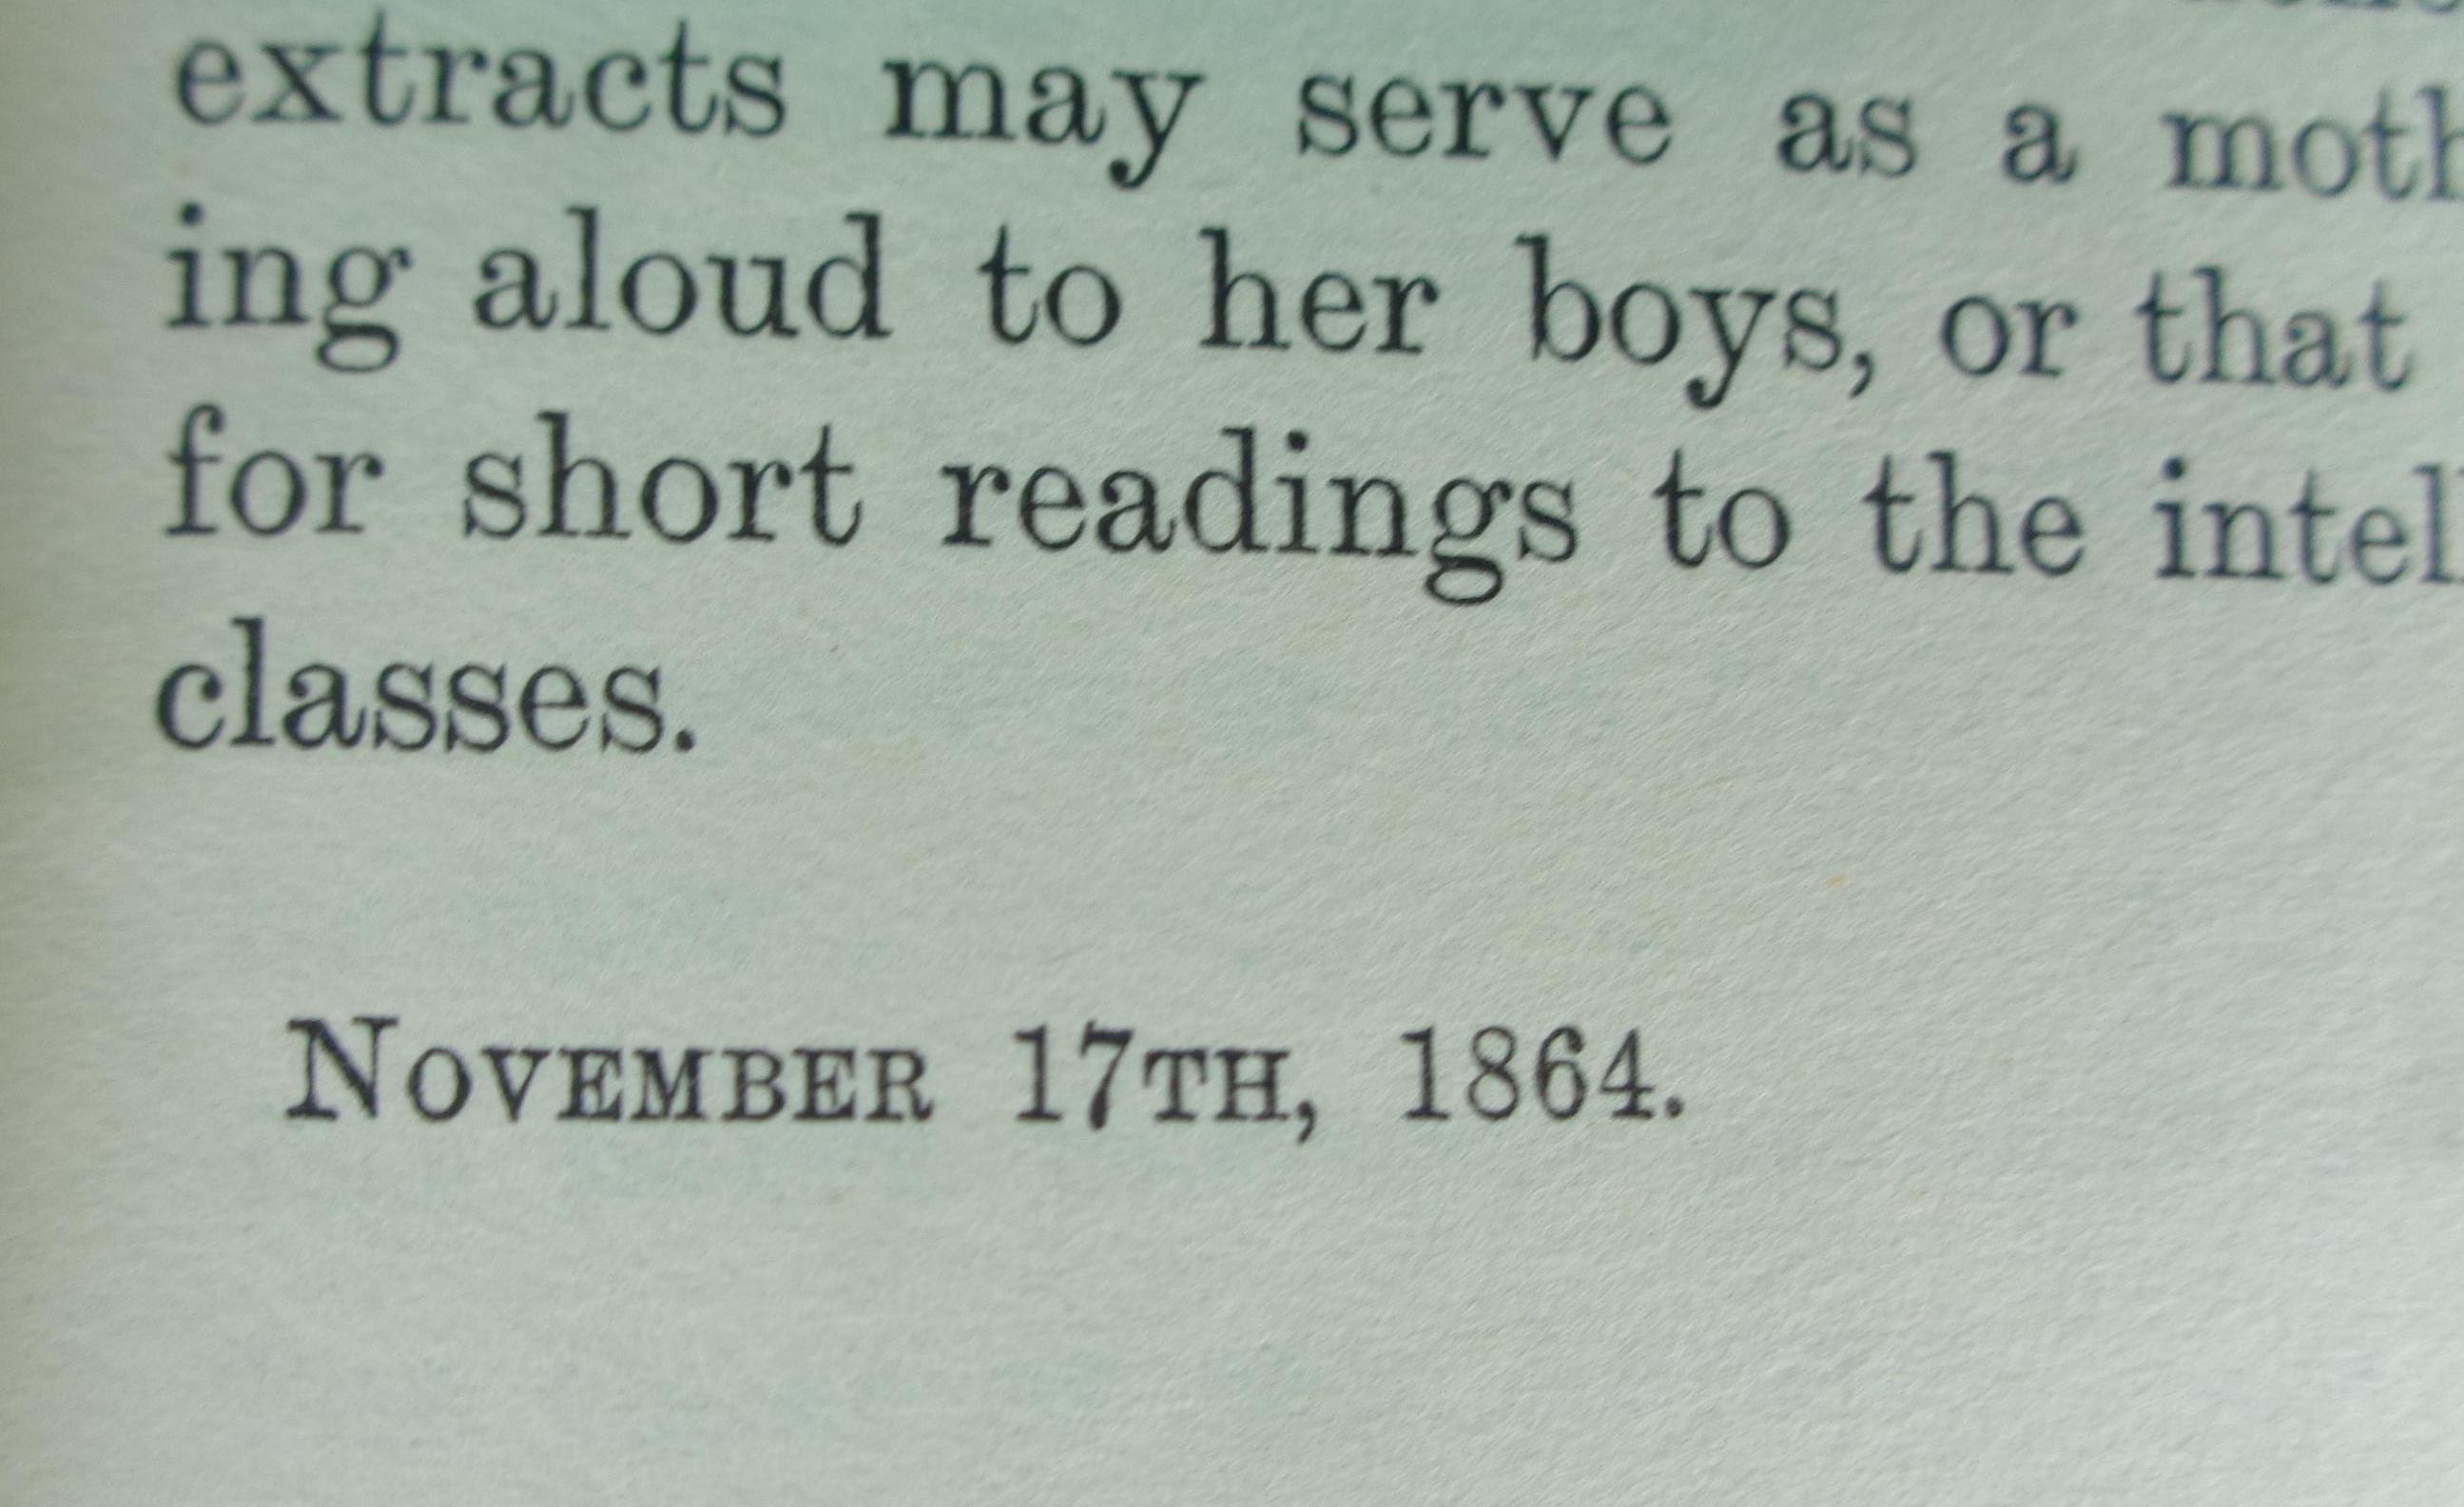 extracts may serve as a moth
ing aloud to her boys, or that
for short readings to the intel
classes.
November 17th, 1864.